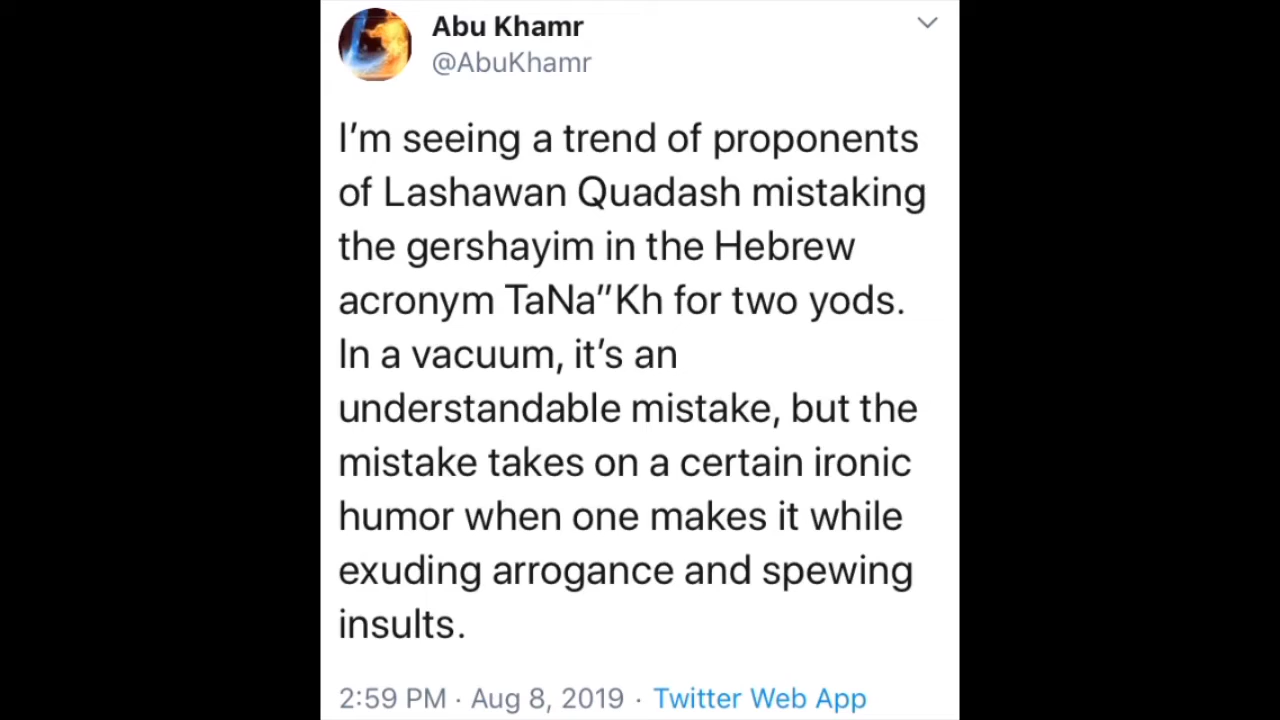 Abu Khamr
@AbuKhamr
I’m seeing a trend of proponents
of Lashawan Quadash mistaking
the gershayim in the Hebrew
acronym TaNa”Kh for two yods.
In a vacuum, it’s an
understandable mistake, but the
mistake takes on a certain ironic
humor when one makes it while
exuding arrogance and spewing
insults.
2:59 PM · Aug 8, 2019 · Twitter Web App